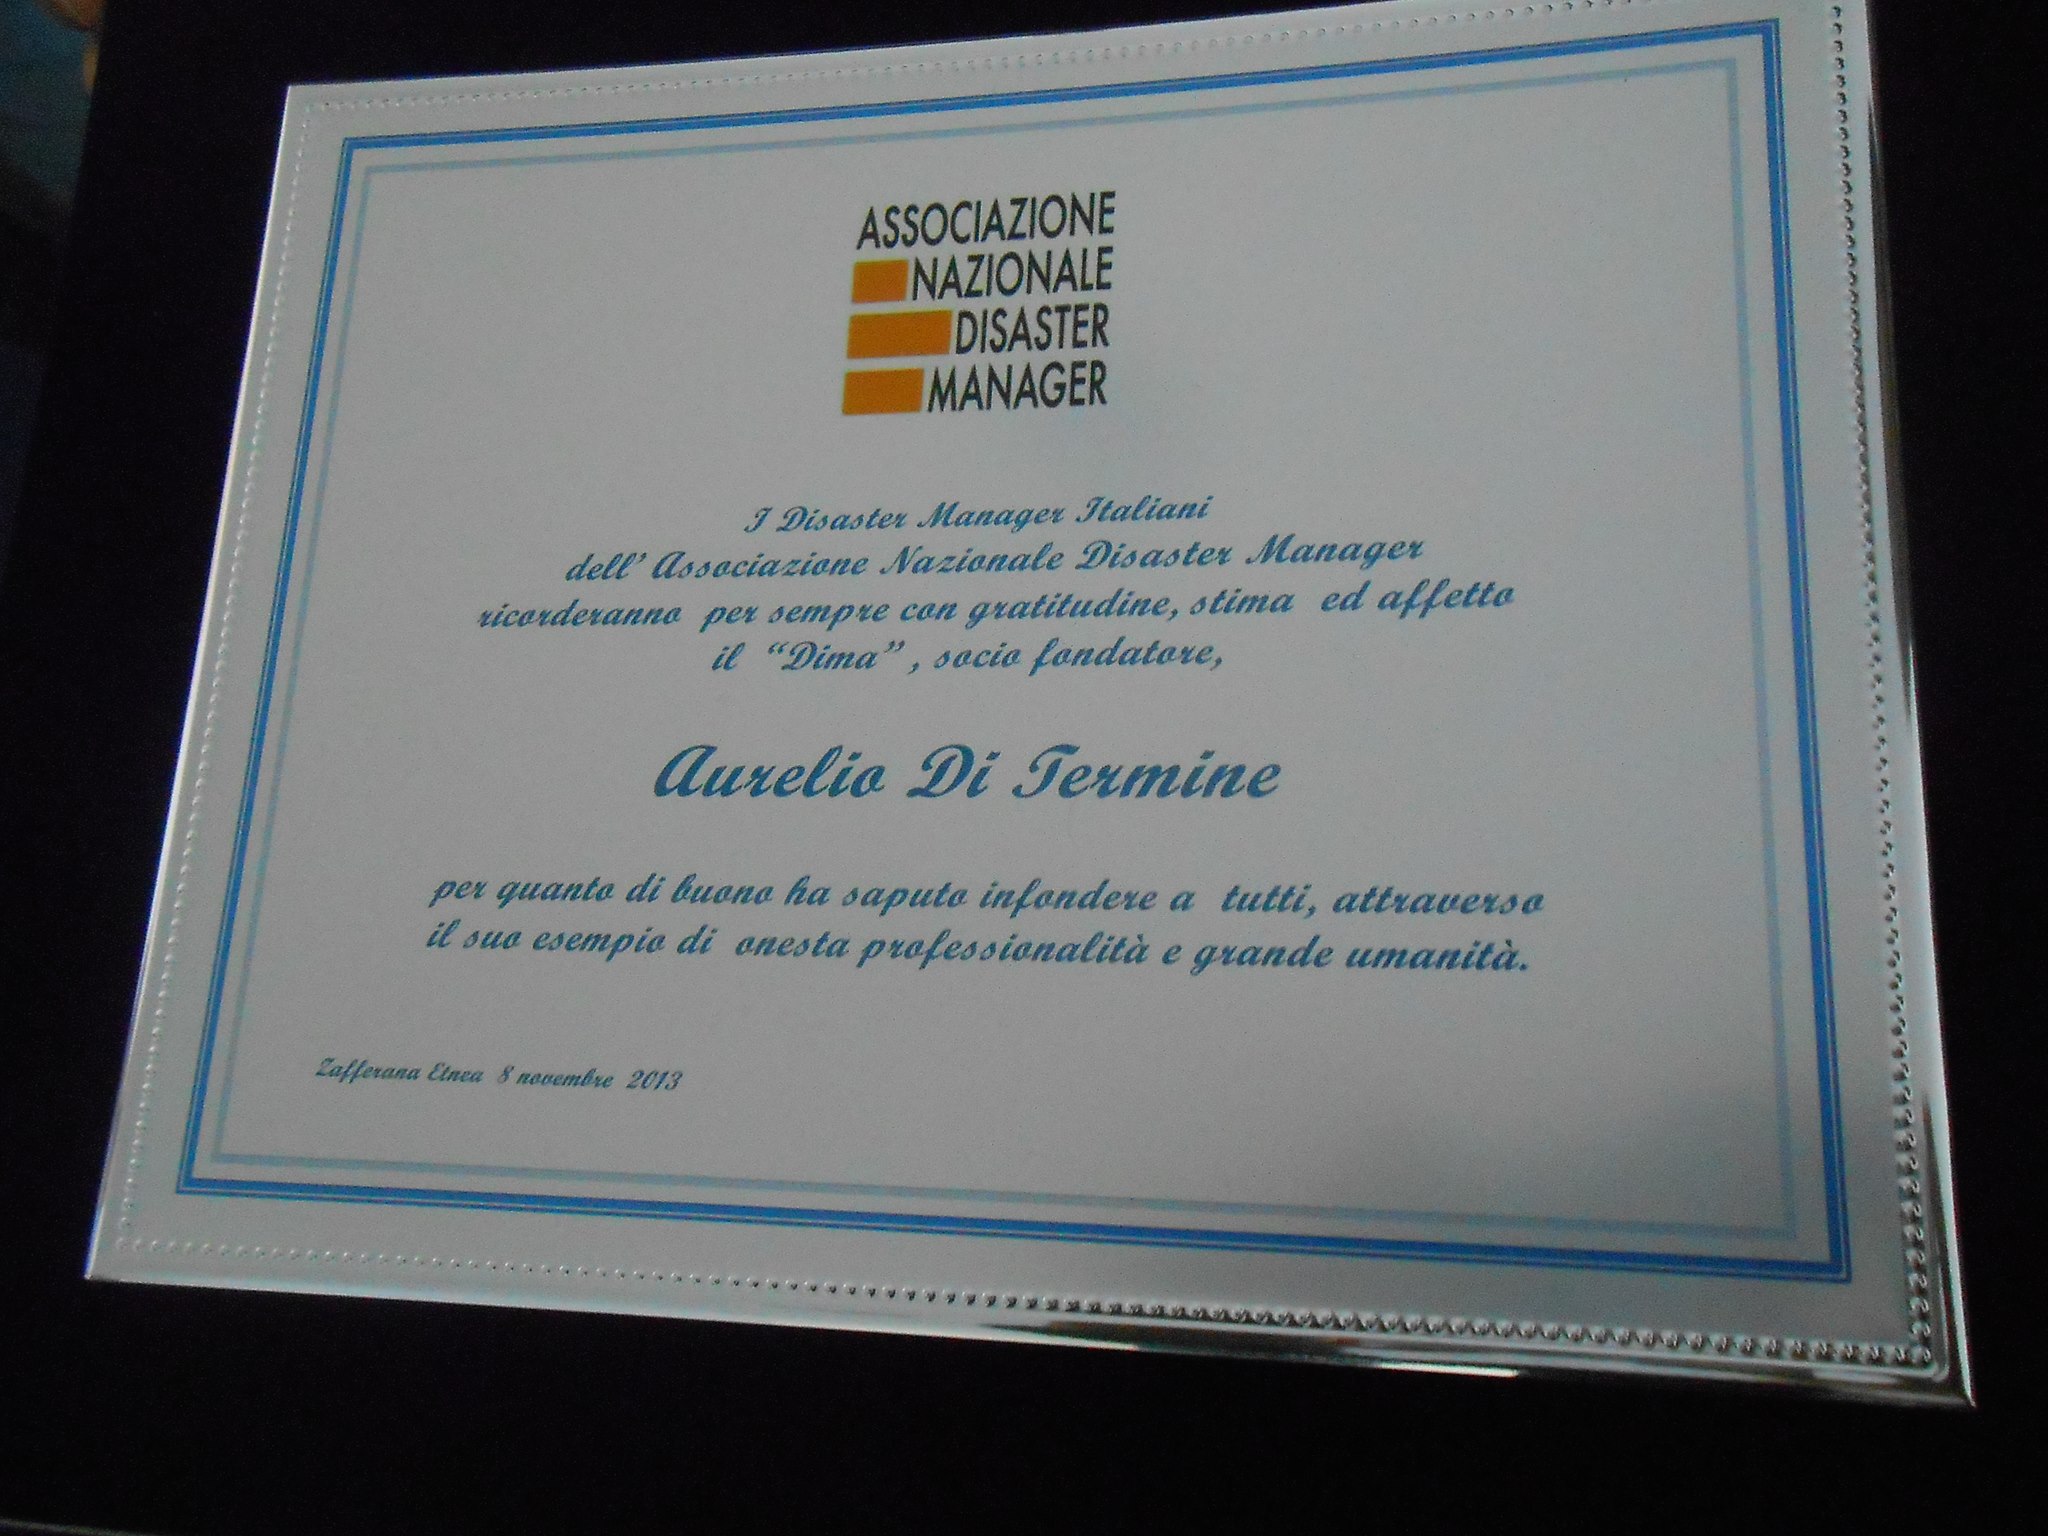 ASSOCIAZIONE
NAZIONALE
DISASTER
MANAGER
I Disaster Manager Italiani
dell' Associazione Nazionale Disaster Manager
ricorderanno per sempre con gratitudine, stima ed affetto
il “Dima” , socio fondatore,
Aurelio Di Termine
per quanto di buono ha saputo infondere a tutti, attraverso
il suo esempio di onesta professionalità e grande umanità.
Zafferana Etnea 8 novembre 2013